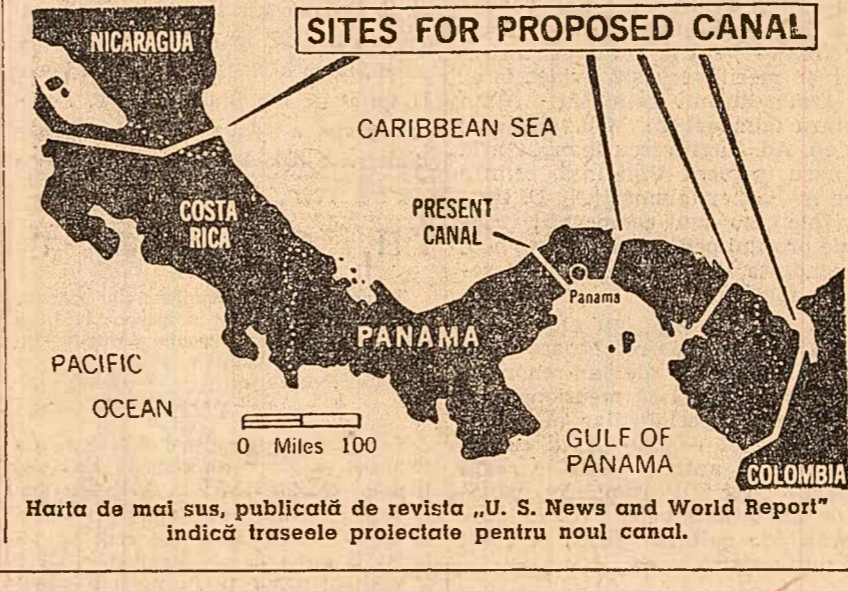 SITES FOR PROPOSED CANAL
NICARAGUA
CARIBBEAN SEA
COSTA
RICA
PRESENT
CANAL
Panama
PANAMA
PACIFIC
OCEAN
0 Miles 100
GULF OF
PANAMA
COLOMBIA
Harta de mai sus, publicată de revista „U. S. News and World Report"
indică traseele proiectate pentru noul canal.